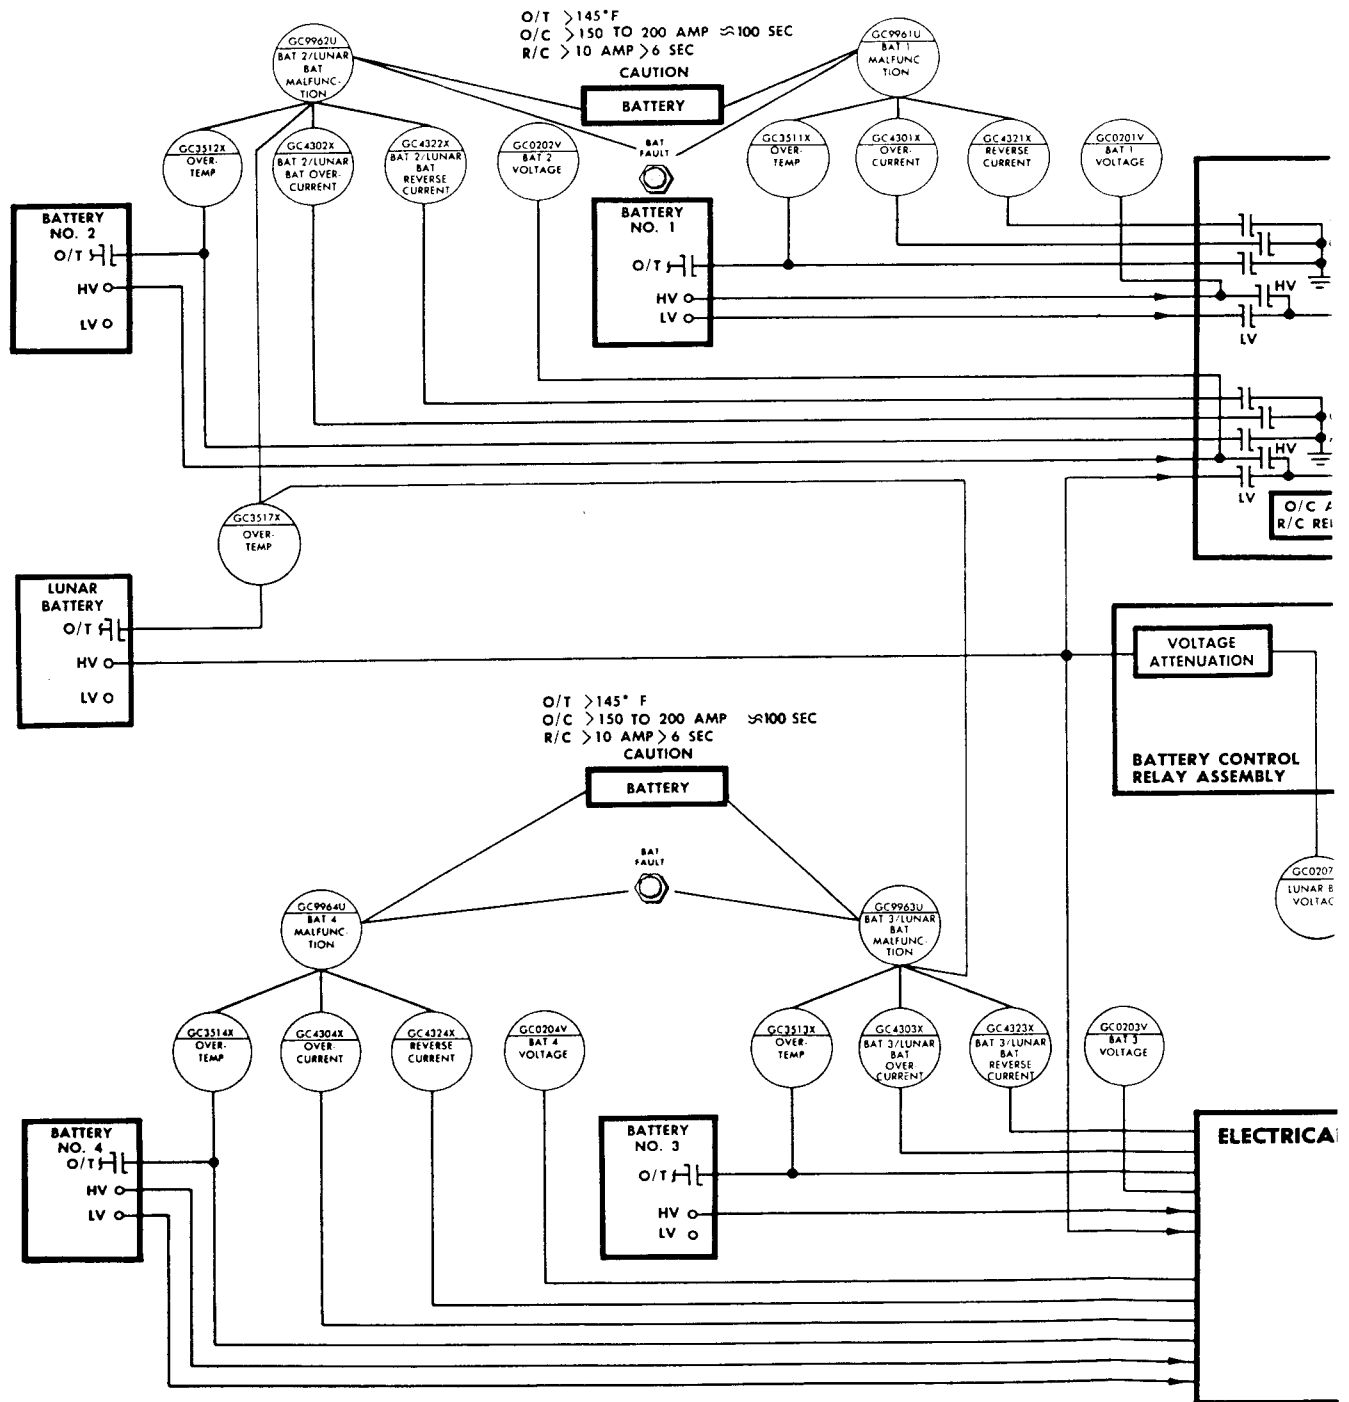 O/T >145°F
O/C >150 TO 200 AMP ≈100 SEC
R/C >10 AMP >6 SEC
CAUTION
BATTERY
BAT
FAULT
GC9962U
BAT 2/LUNAR
BAT
MALFUNC-
TION
GC9961U
BAT 1
MALFUNCTION
GC3512X
OVER-
TEMP
GC4302X
BAT 2/LUNAR
BAT OVER-
CURRENT
GC4322X
BAT 2/LUNAR
BAT
REVERSE
CURRENT
GC0202V
BAT 2
VOLTAGE
GC3511X
OVER-
TEMP
GC4301X
OVER-
CURRENT
GC4321X
REVERSE
CURRENT
GC0201V
BAT 1
VOLTAGE
BATTERY
NO. 2
O/T
HV
LV
BATTERY
NO. 1
O/T
HV
LV
HV
LV
HV
LV
O/C
R/C
GC3517X
OVER-
TEMP
LUNAR
BATTERY
O/T
HV
LV
VOLTAGE
ATTENUATION
BATTERY CONTROL
RELAY ASSEMBLY
GC0207
LUNAR B
VOLTAG
O/T >145° F
O/C >150 TO 200 AMP ≈100 SEC
R/C >10 AMP >6 SEC
CAUTION
BATTERY
BAT
FAULT
GC9964U
BAT 4
MALFUNC-
TION
GC9963U
BAT 3/LUNAR
BAT
MALFUNC-
TION
GC3514X
OVER-
TEMP
GC4304X
OVER-
CURRENT
GC4324X
REVERSE
CURRENT
GC0204V
BAT 4
VOLTAGE
GC3513X
OVER-
TEMP
GC4303X
BAT 3/LUNAR
BAT
OVER-
CURRENT
GC4323X
BAT 3/LUNAR
BAT
REVERSE
CURRENT
GC0203V
BAT 3
VOLTAGE
BATTERY
NO. 4
O/T
HV
LV
BATTERY
NO. 3
O/T
HV
LV
ELECTRICA